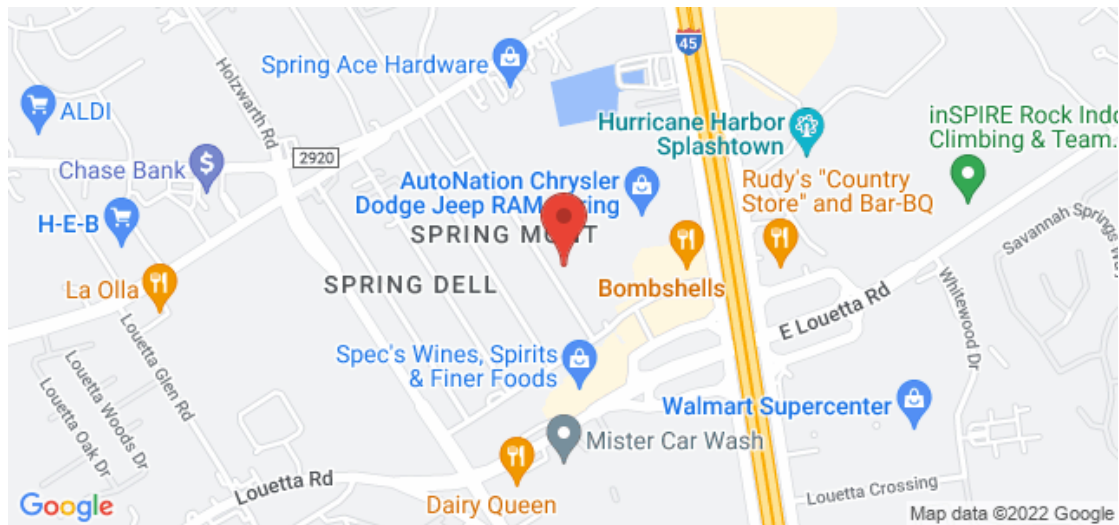 45
Spring Ace Hardware
Holzwarth Rd
ALDI
inSPIRE Rock Indo
Climbing & Team.
Hurricane Harbor
Splashtown
2920
Chase Bank
AutoNation Chrysler
Dodge Jeep RAM Spring
Rudy's "Country
Store" and Bar-BQ
H-E-B
SPRING MONT
Savannah Springs Way
SPRING DELL
La Olla
Bombshells
Whitewood Dr
E Louetta Rd
Louetta Glen Rd
Spec's Wines, Spirits
& Finer Foods
Louetta Woods Dr
Louetta Oak Dr
Walmart Supercenter
Mister Car Wash
Louetta Rd
Dairy Queen
Louetta Crossing
Google
Map data ©2022 Google